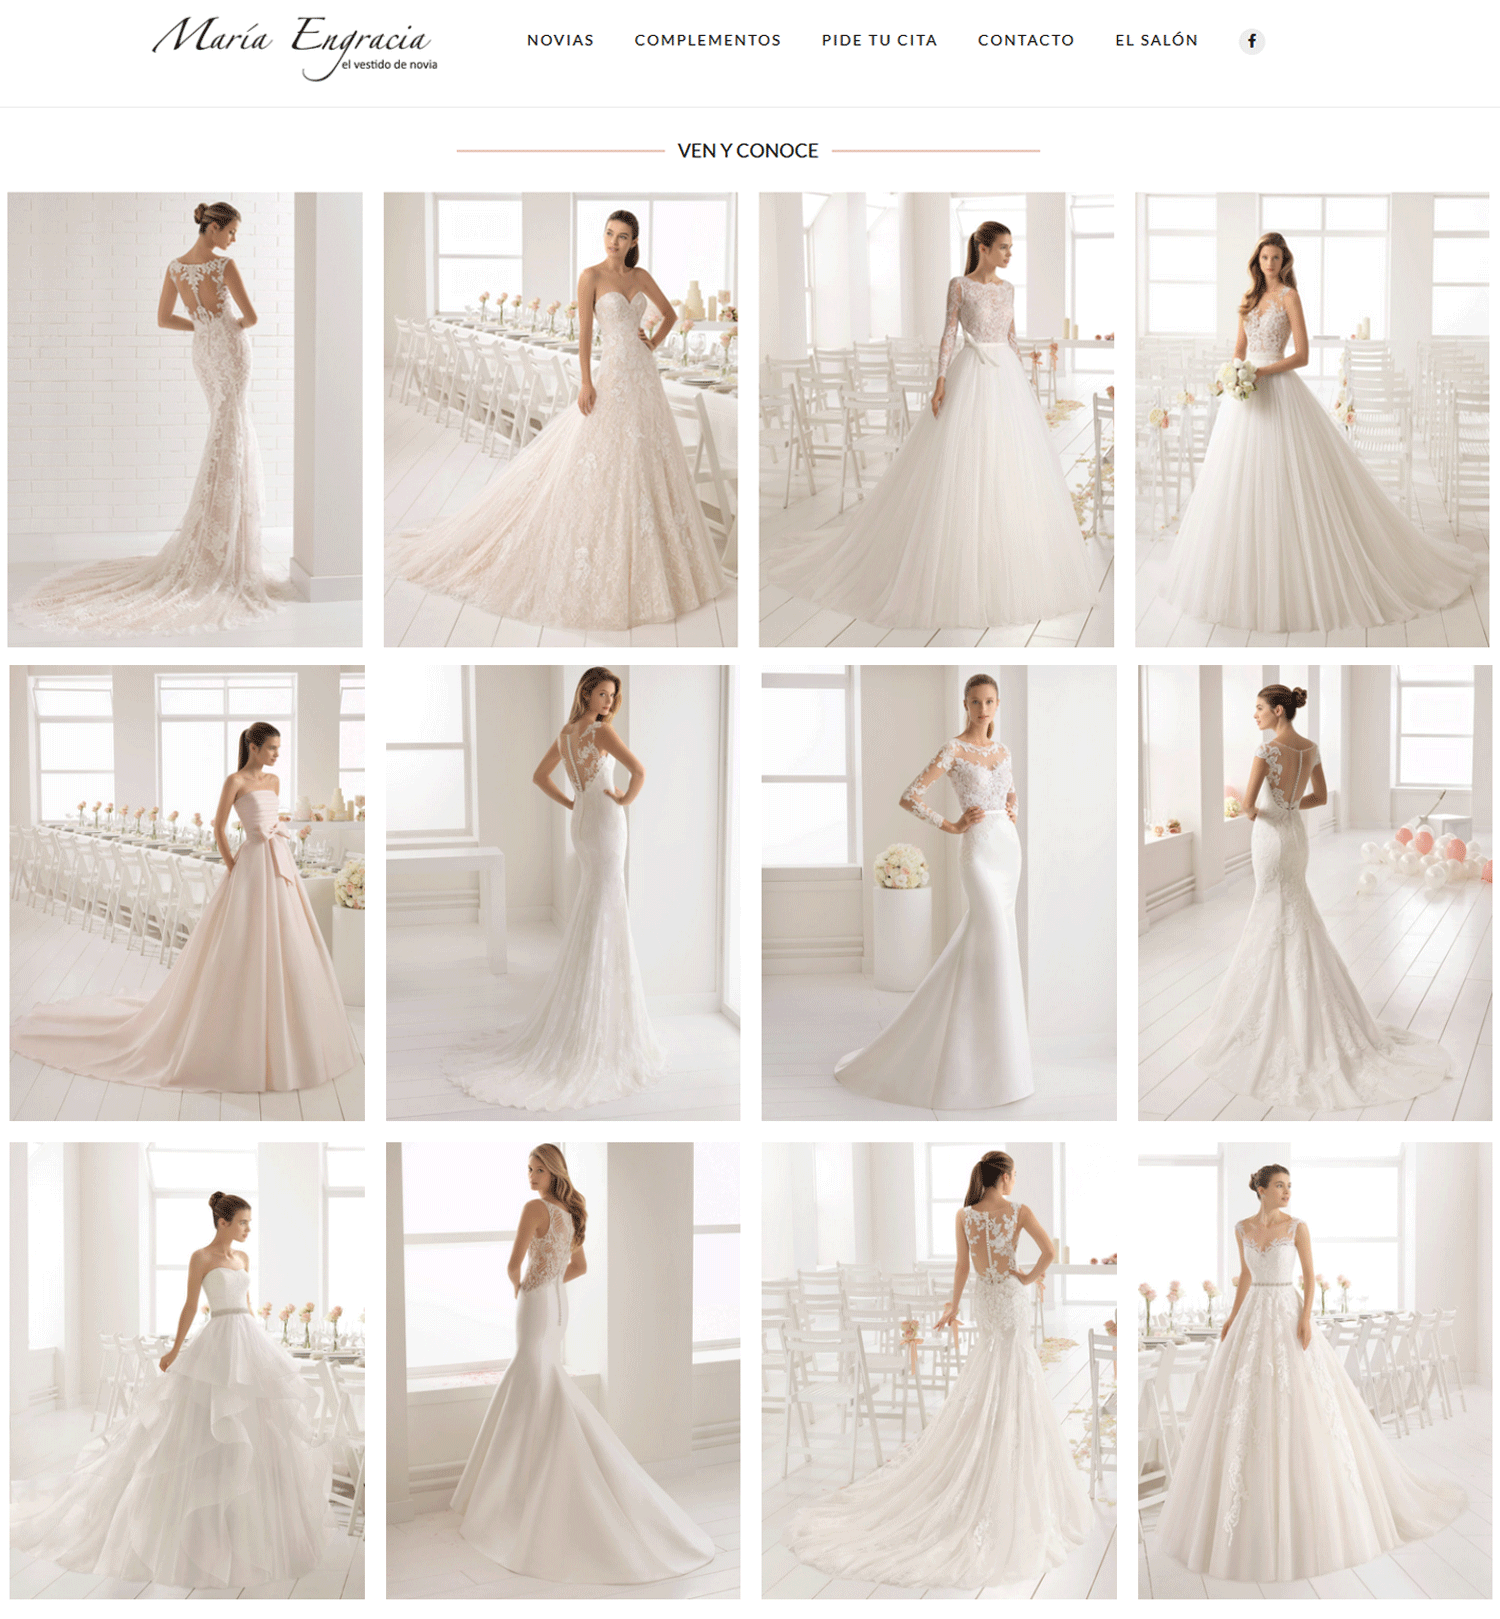 María Engracia
el vestido de novia
NOVIAS
COMPLEMENTOS
PIDE TU CITA
CONTACTO
EL SALÓN
VEN Y CONOCE